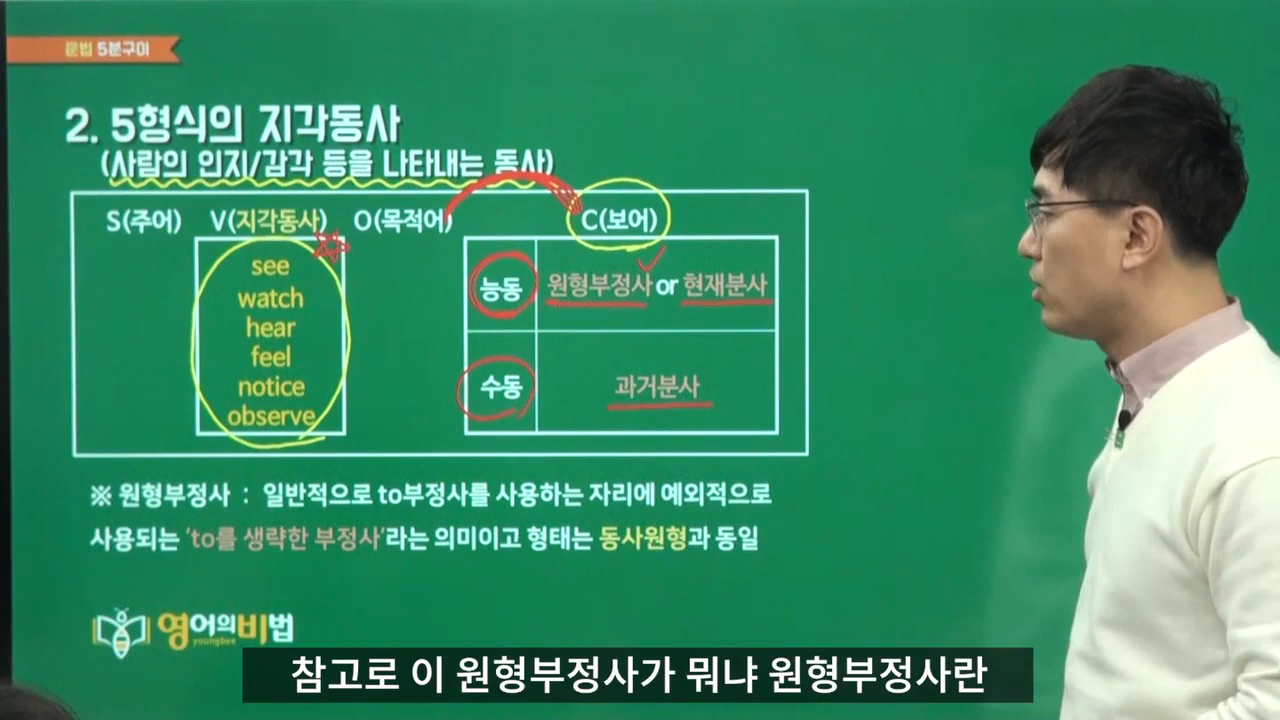 문법 5분구이
2. 5형식의 지각동사
(사람의 인지/감각 등을 나타내는 동사)
S(주어) V(지각동사) O(목적어) C(보어)
see
watch
hear
feel
notice
observe
능동 원형부정사 or 현재분사
수동 과거분사
※ 원형부정사 : 일반적으로 to부정사를 사용하는 자리에 예외적으로
사용되는 'to를 생략한 부정사'라는 의미이고 형태는 동사원형과 동일
영어의비법
youngbee
참고로 이 원형부정사가 뭐냐 원형부정사란